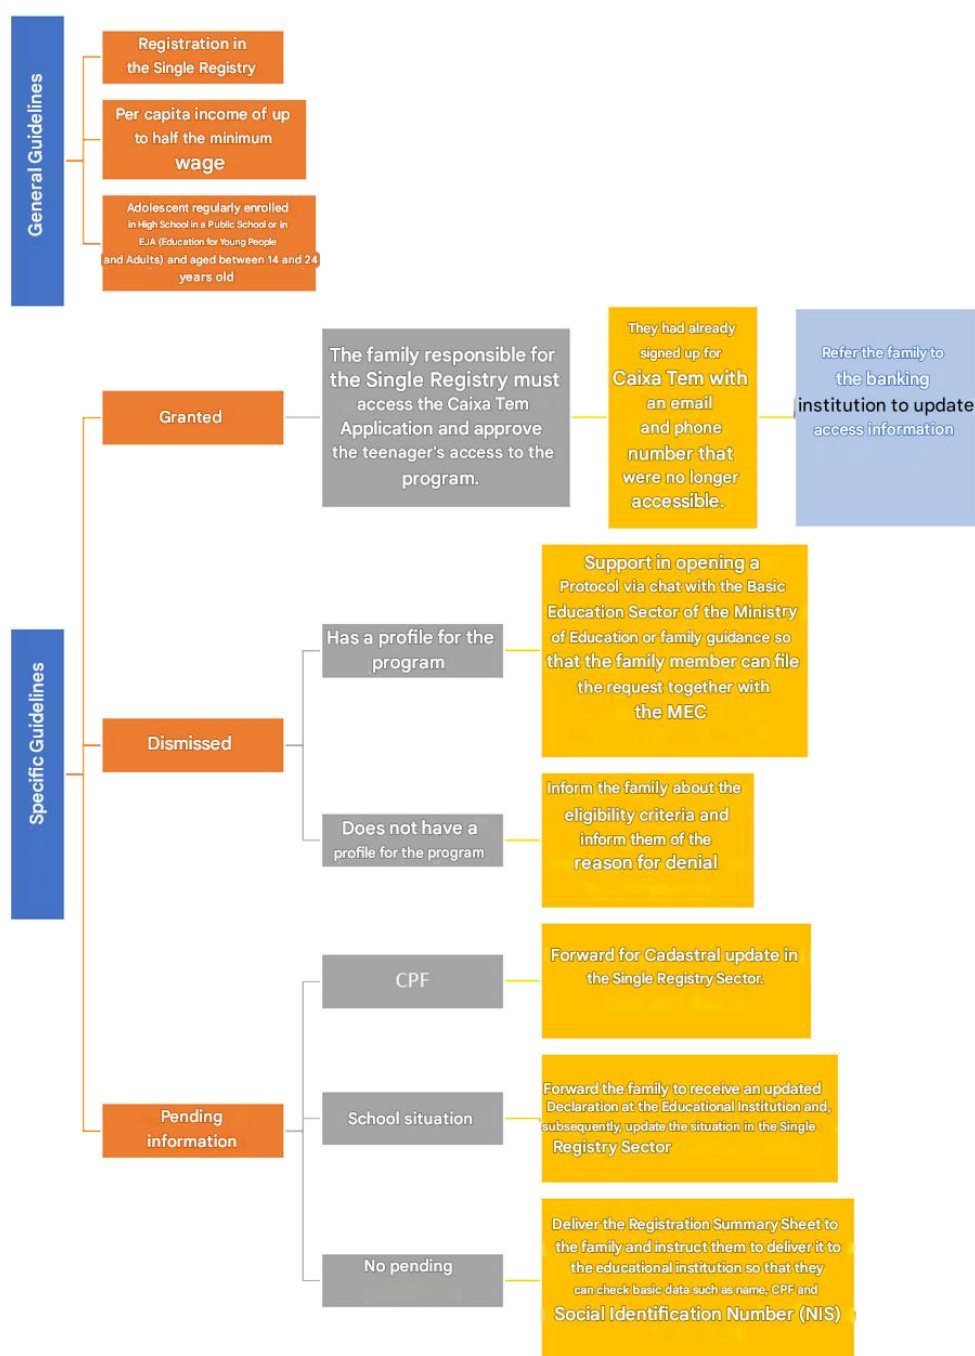 General Guidelines
Registration in
the Single Registry
Per capita income of up
to half the minimum
wage
Adolescent regularly enrolled
in High School in a Public School or in
EJA (Education for Young People
and Adults) and aged between 14 and 24
years old
Specific Guidelines
Granted
The family responsible for
the Single Registry must
access the Caixa Tem
Application and approve
the teenager's access to the
program.
They had already
signed up for
Caixa Tem with
an email
and phone
number that
were no longer
accessible.
Refer the family to
the banking
institution to update
access information
Dismissed
Has a profile for the
program
Support in opening a
Protocol via chat with the Basic
Education Sector of the Ministry
of Education or family guidance so
that the family member can file
the request together with
the MEC
Does not have a
profile for the program
Inform the family about the
eligibility criteria and
inform them of the
reason for denial
Pending
information
CPF
Forward for Cadastral update in
the Single Registry Sector.
School situation
Forward the family to receive an updated
Declaration at the Educational Institution and,
subsequently, update the situation in the Single
Registry Sector
No pending
Deliver the Registration Summary Sheet to
the family and instruct them to deliver it to
the educational institution so that they
can check basic data such as name, CPF and
Social Identification Number (NIS)